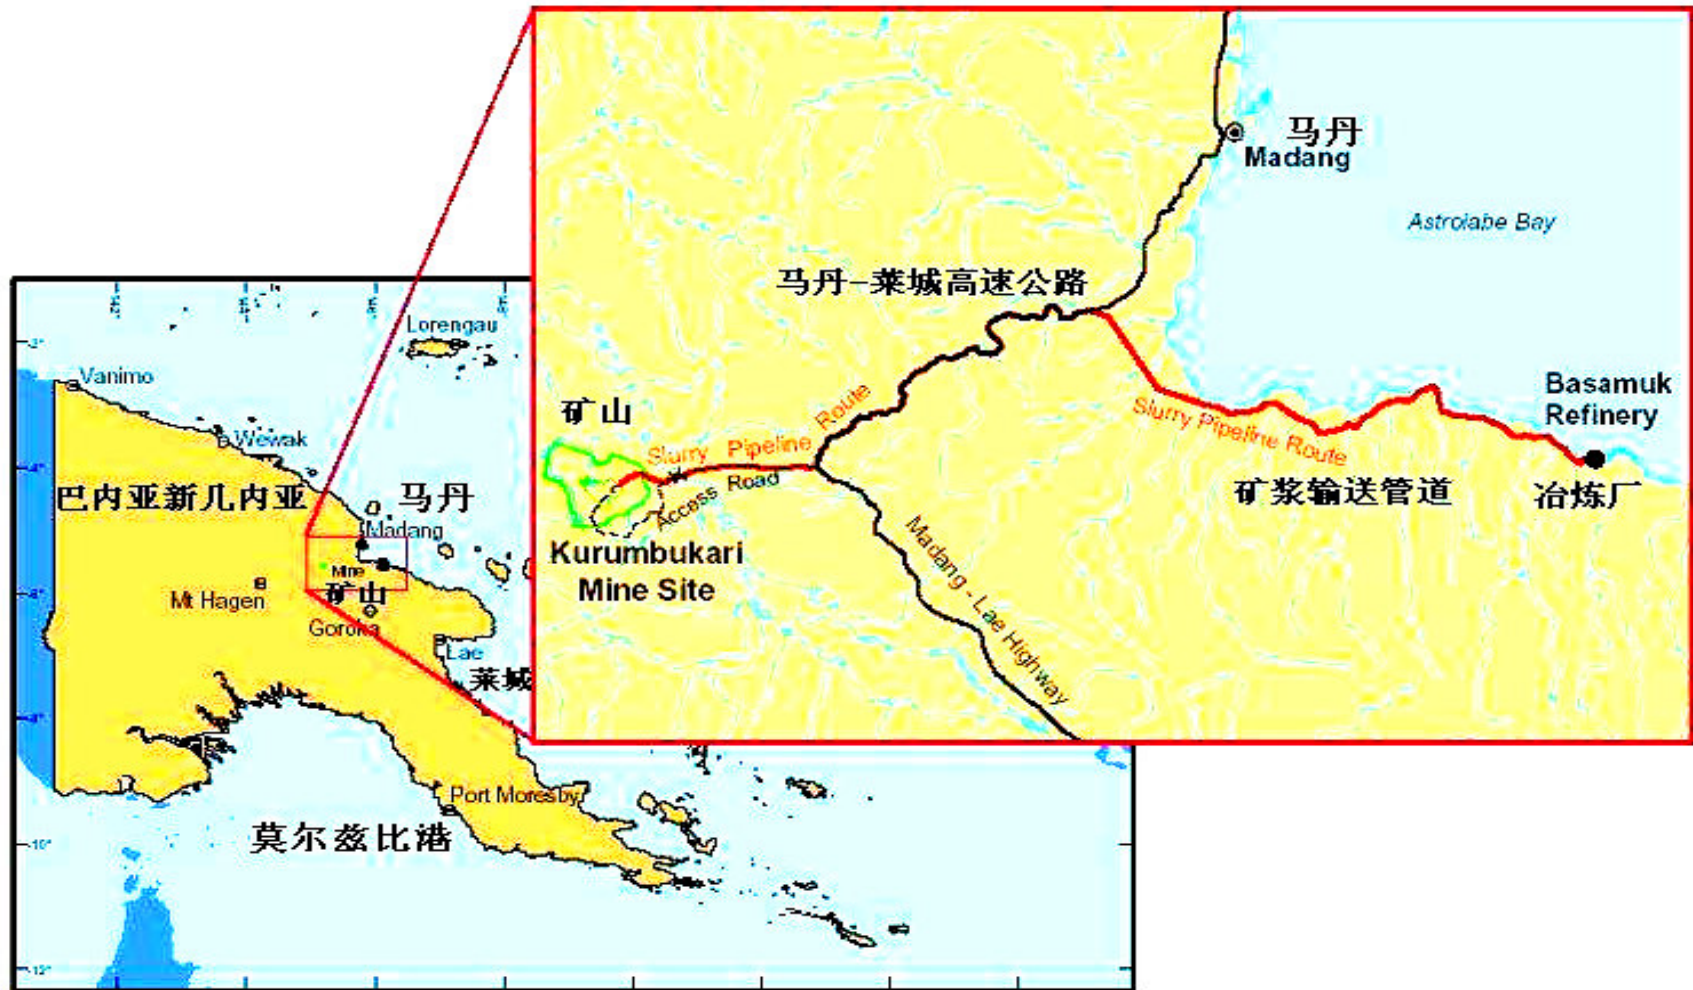 马丹
Madang
Astrolabe Bay
马丹-莱城高速公路
Basamuk
Refinery
冶炼厂
Slurry Pipeline Route
矿浆输送管道
矿山
Slurry Pipeline Route
Access Road
Kurumbukari
Mine Site
Madang - Lae Highway
Lorengau
Vanimo
Wewak
巴内亚新几内亚
马丹
Madang
Mine
矿山
Mt Hagen
Goroka
Lae
莱城
Port Moresby
莫尔兹比港
-10°
-12°